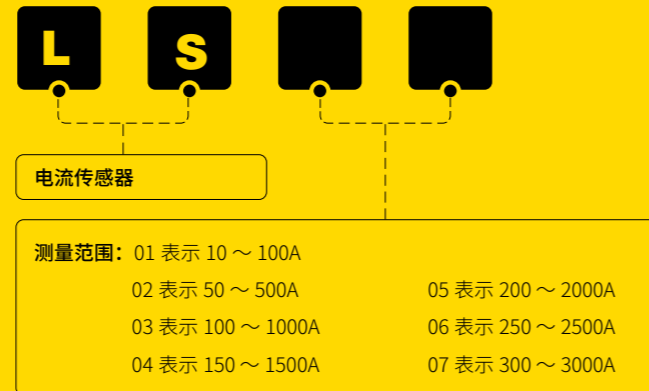 L S
电流传感器
测量范围：01 表示 10 ～ 100A
02 表示 50 ～ 500A
03 表示 100 ～ 1000A
04 表示 150 ～ 1500A
05 表示 200 ～ 2000A
06 表示 250 ～ 2500A
07 表示 300 ～ 3000A